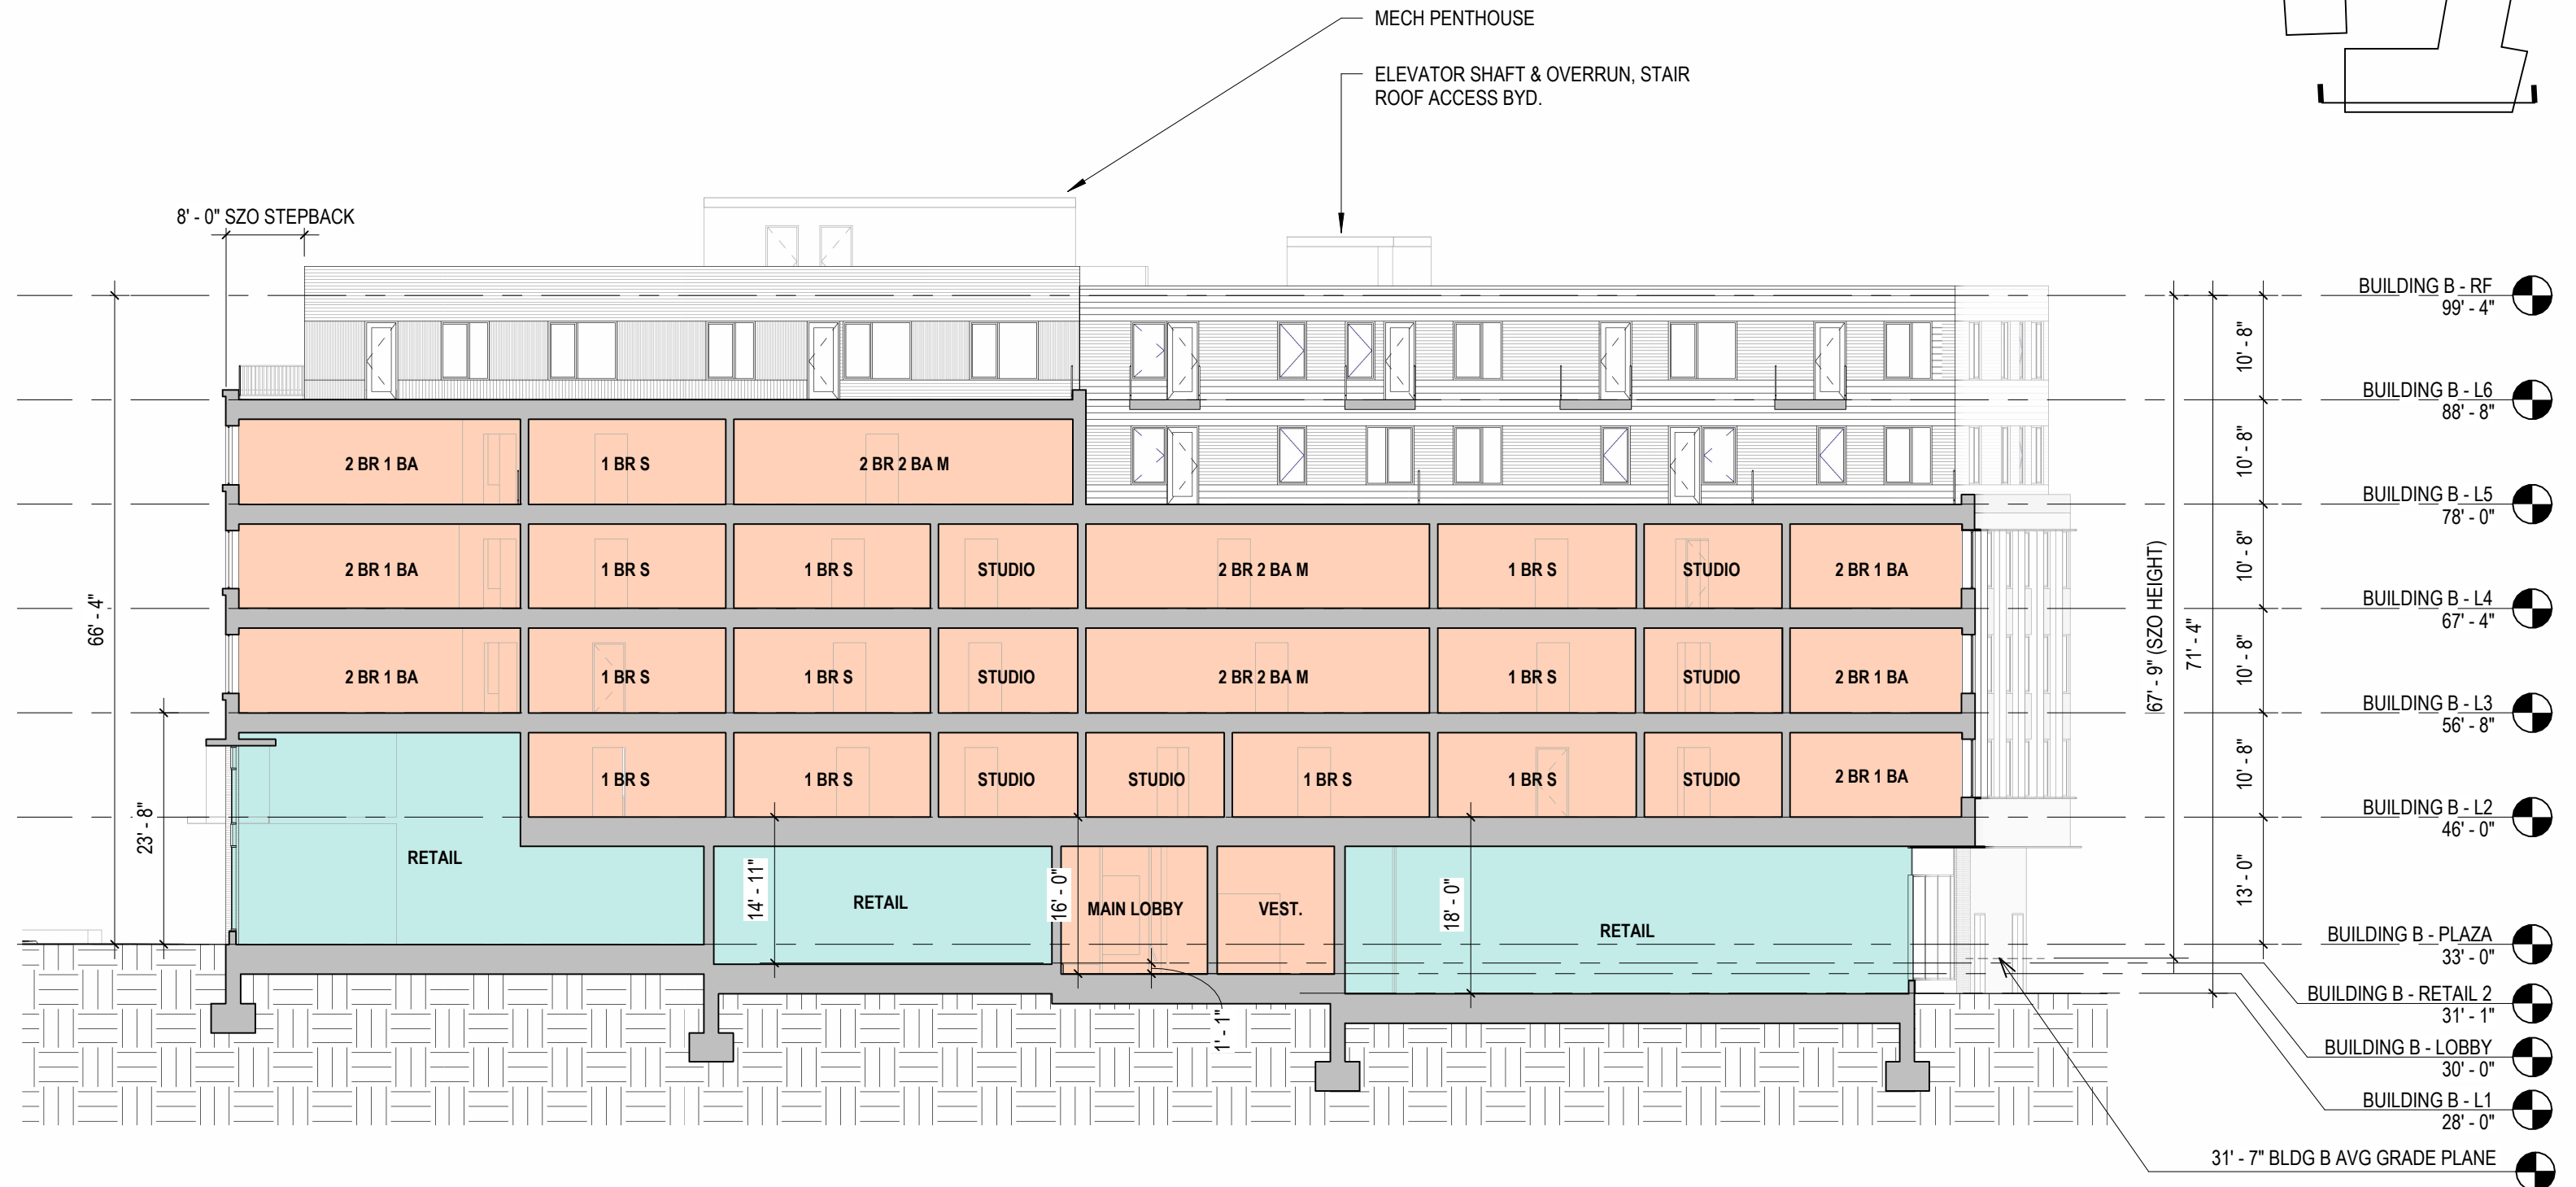 MECH PENTHOUSE
ELEVATOR SHAFT & OVERRUN, STAIR
ROOF ACCESS BYD.
8' - 0" SZO STEPBACK
BUILDING B - RF
99' - 4"
10' - 8"
BUILDING B - L6
88' - 8"
2 BR 1 BA
1 BR S
2 BR 2 BA M
10' - 8"
BUILDING B - L5
78' - 0"
2 BR 1 BA
1 BR S
1 BR S
STUDIO
2 BR 2 BA M
1 BR S
STUDIO
2 BR 1 BA
10' - 8"
BUILDING B - L4
67' - 4"
66' - 4"
67' - 9" (SZO HEIGHT)
71' - 4"
2 BR 1 BA
1 BR S
1 BR S
STUDIO
2 BR 2 BA M
1 BR S
STUDIO
2 BR 1 BA
10' - 8"
BUILDING B - L3
56' - 8"
23' - 8"
1 BR S
1 BR S
STUDIO
STUDIO
1 BR S
1 BR S
STUDIO
2 BR 1 BA
10' - 8"
BUILDING B - L2
46' - 0"
RETAIL
14' - 11"
RETAIL
16' - 0"
MAIN LOBBY
VEST.
18' - 0"
RETAIL
13' - 0"
BUILDING B - PLAZA
33' - 0"
1' - 1"
BUILDING B - RETAIL 2
31' - 1"
BUILDING B - LOBBY
30' - 0"
BUILDING B - L1
28' - 0"
31' - 7" BLDG B AVG GRADE PLANE